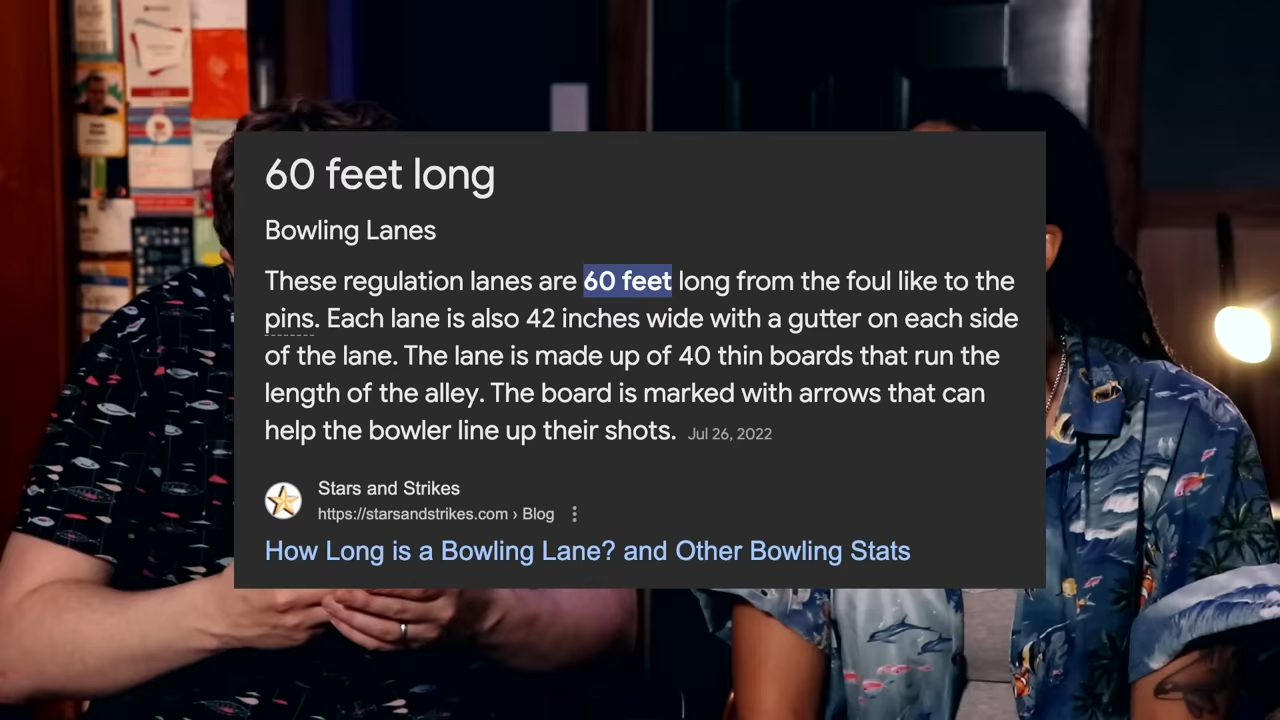 60 feet long
Bowling Lanes
These regulation lanes are 60 feet long from the foul like to the
pins. Each lane is also 42 inches wide with a gutter on each side
of the lane. The lane is made up of 40 thin boards that run the
length of the alley. The board is marked with arrows that can
help the bowler line up their shots. Jul 26, 2022
Stars and Strikes
https://starsandstrikes.com › Blog
How Long is a Bowling Lane? and Other Bowling Stats